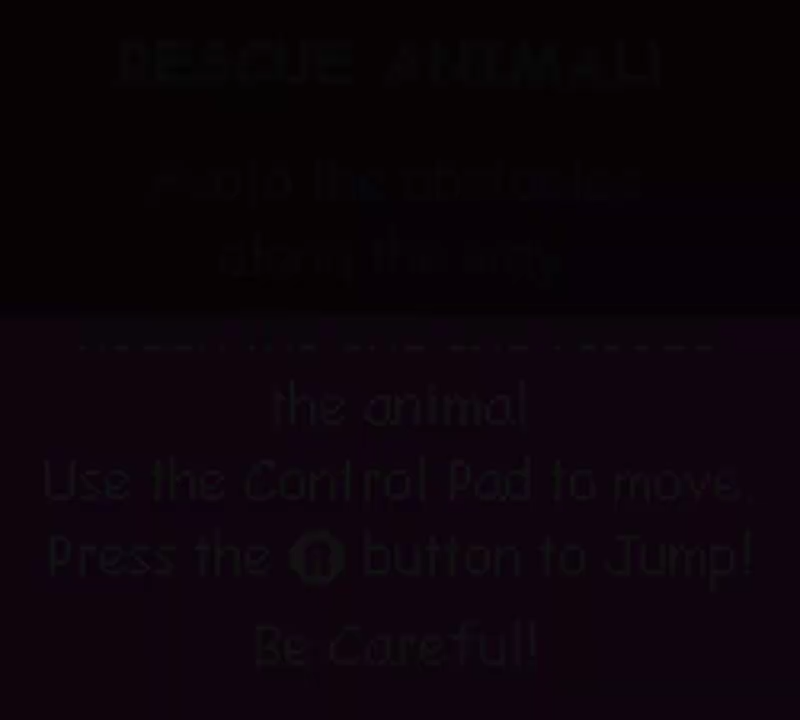 RESCUE ANIMAL!
Avoid the obstacles
along the way
the animal
Use the Control Pad to move.
Press the A button to Jump!
Be Careful!